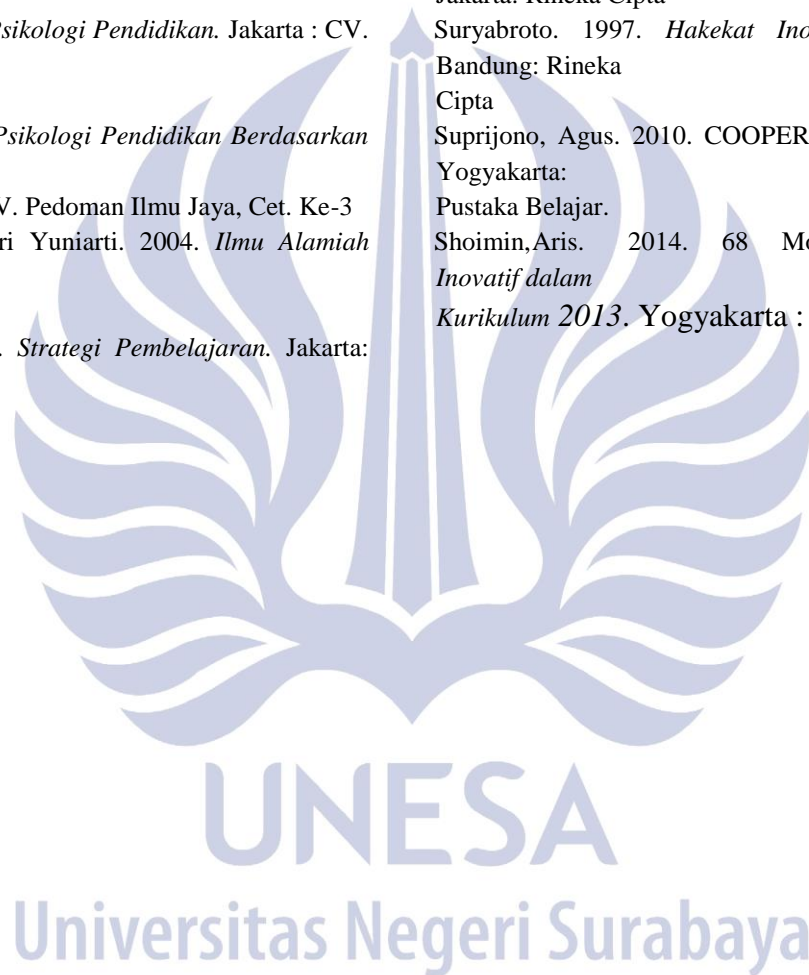 Psikologi Pendidikan. Jakarta : CV.
Psikologi Pendidikan Berdasarkan
V. Pedoman Ilmu Jaya, Cet. Ke-3
ri Yuniarti. 2004. Ilmu Alamiah
. Strategi Pembelajaran. Jakarta:
Jakarta: Rineka Cipta
Suryabroto. 1997. Hakekat Ino
Bandung: Rineka
Cipta
Suprijono, Agus. 2010. COOPER
Yogyakarta:
Pustaka Belajar.
Shoimin,Aris. 2014. 68 Mo
Inovatif dalam
Kurikulum 2013. Yogyakarta :
UNESA
Universitas Negeri Surabaya